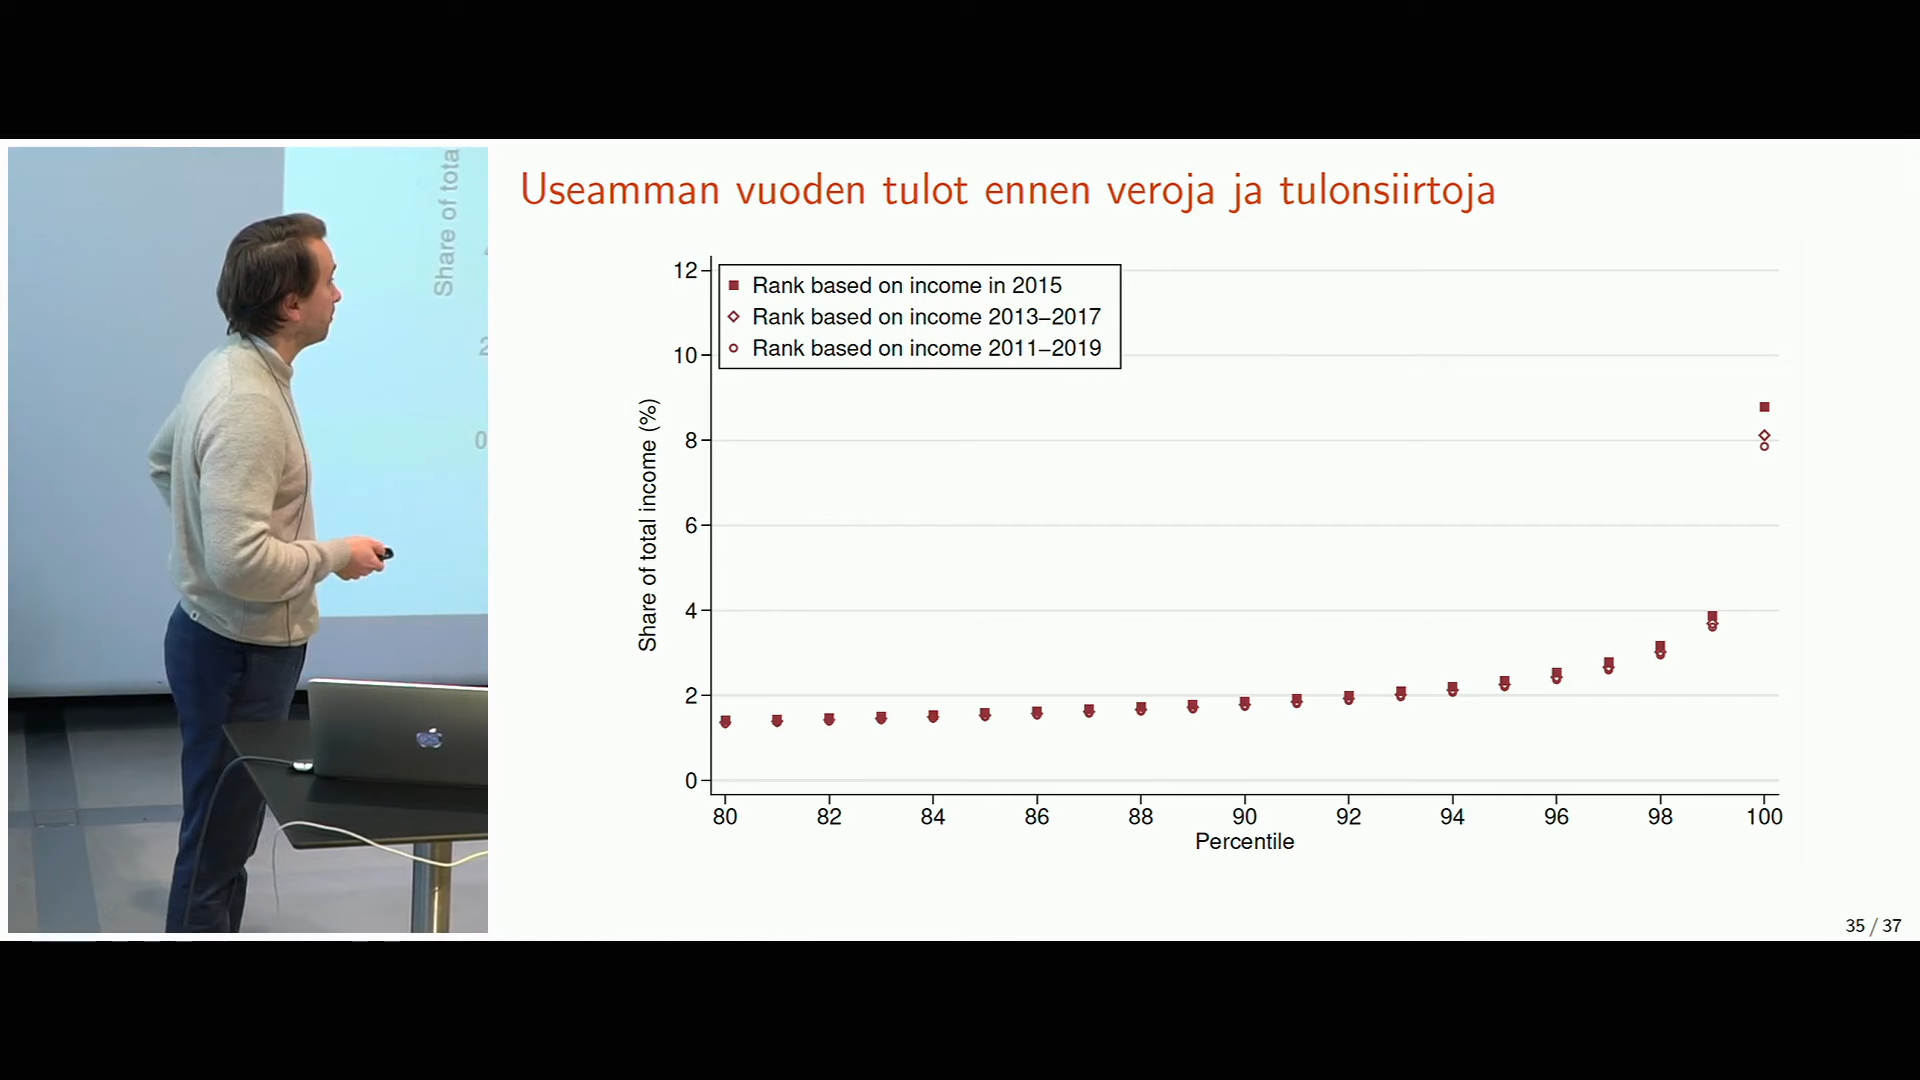 Share of tota
2
0
Useamman vuoden tulot ennen veroja ja tulonsiirtoja
Rank based on income in 2015
Rank based on income 2013–2017
Rank based on income 2011–2019
Share of total income (%)
12
10
8
6
4
2
0
80 82 84 86 88 90 92 94 96 98 100
Percentile
35 / 37